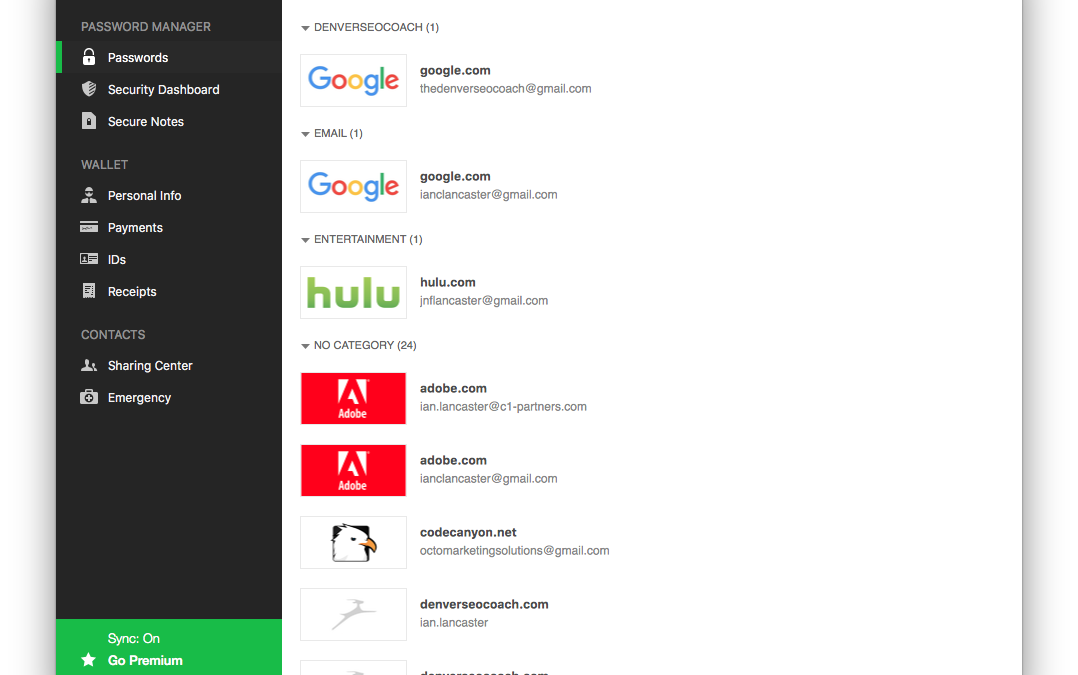 PASSWORD MANAGER
Passwords
Security Dashboard
Secure Notes
WALLET
Personal Info
Payments
IDs
Receipts
CONTACTS
Sharing Center
Emergency
Sync: On
Go Premium
DENVERSEOCOACH (1)
Google
google.com
thedenverseocoach@gmail.com
EMAIL (1)
Google
google.com
ianclancaster@gmail.com
ENTERTAINMENT (1)
hulu
hulu.com
jnflancaster@gmail.com
NO CATEGORY (24)
Adobe
adobe.com
ian.lancaster@c1-partners.com
Adobe
adobe.com
ianclancaster@gmail.com
codecanyon.net
octomarketingsolutions@gmail.com
denverseocoach.com
ian.lancaster
denverseocoach.com